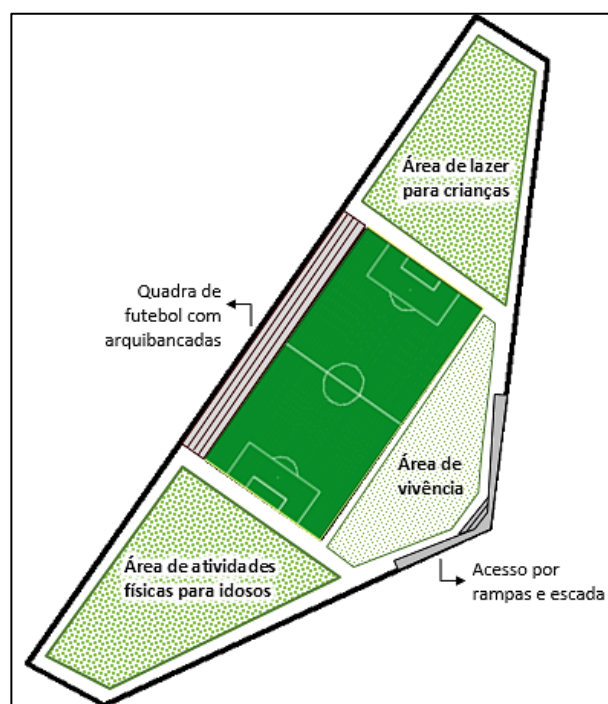 Área de lazer
para crianças
Quadra de
futebol com
arquibancadas
Área de
vivência
Área de atividades
físicas para idosos
Acesso por
rampas e escada